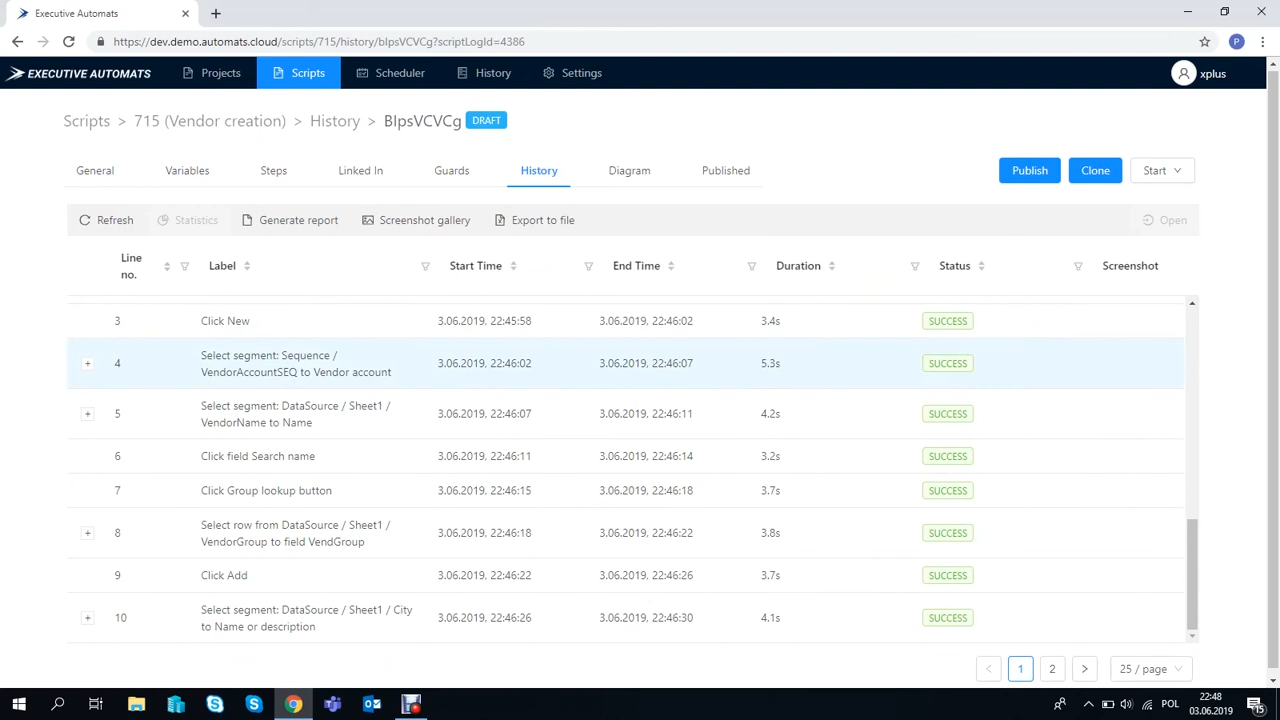 Executive Automats
https://dev.demo.automats.cloud/scripts/715/history/bIpsVCVCg?scriptLogId=4386
P
EXECUTIVE AUTOMATS
Projects
Scripts
Scheduler
History
Settings
xplus
Scripts > 715 (Vendor creation) > History > BIpsVCVCg DRAFT
General Variables Steps Linked In Guards History Diagram Published
Publish Clone Start
Refresh Statistics Generate report Screenshot gallery Export to file Open
Line no. Label Start Time End Time Duration Status Screenshot
3 Click New 3.06.2019, 22:45:58 3.06.2019, 22:46:02 3.4s SUCCESS
+ 4 Select segment: Sequence /
VendorAccountSEQ to Vendor account 3.06.2019, 22:46:02 3.06.2019, 22:46:07 5.3s SUCCESS
+ 5 Select segment: DataSource / Sheet1 /
VendorName to Name 3.06.2019, 22:46:07 3.06.2019, 22:46:11 4.2s SUCCESS
6 Click field Search name 3.06.2019, 22:46:11 3.06.2019, 22:46:14 3.2s SUCCESS
7 Click Group lookup button 3.06.2019, 22:46:15 3.06.2019, 22:46:18 3.7s SUCCESS
+ 8 Select row from DataSource / Sheet1 /
VendorGroup to field VendGroup 3.06.2019, 22:46:18 3.06.2019, 22:46:22 3.8s SUCCESS
9 Click Add 3.06.2019, 22:46:22 3.06.2019, 22:46:26 3.7s SUCCESS
+ 10 Select segment: DataSource / Sheet1 / City
to Name or description 3.06.2019, 22:46:26 3.06.2019, 22:46:30 4.1s SUCCESS
< 1 2 > 25 / page
POL
22:48
03.06.2019
15